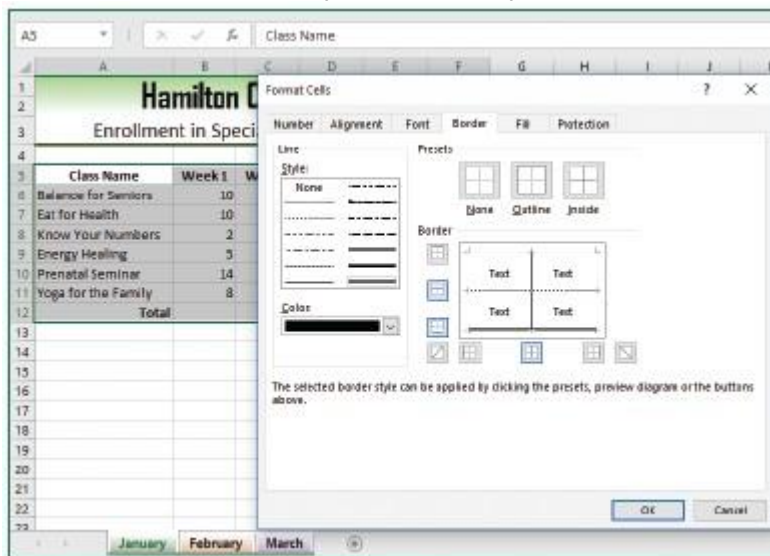 A5 fx Class Name
A B C D E F G H I J
1
2 Hamilton C
3 Enrollment in Speci
4
5 Class Name Week 1 W
6 Balance for Seniors 10
7 Eat for Health 10
8 Know Your Numbers 2
9 Energy Healing 5
10 Prenatal Seminar 14
11 Yoga for the Family 8
12 Total
13
14
15
16
17
18
19
20
21
22
23
Format Cells ? X
Number Alignment Font Border Fill Protection
Line
Style:
None
Color:
Presets
None Outline Inside
Border
Text Text
Text Text
The selected border style can be applied by clicking the presets, preview diagram or the buttons
above.
OK Cancel
January February March